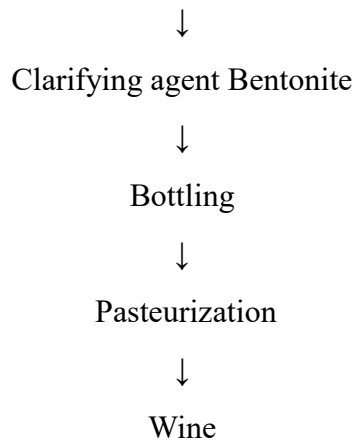 ↓
Clarifying agent Bentonite
↓
Bottling
↓
Pasteurization
↓
Wine